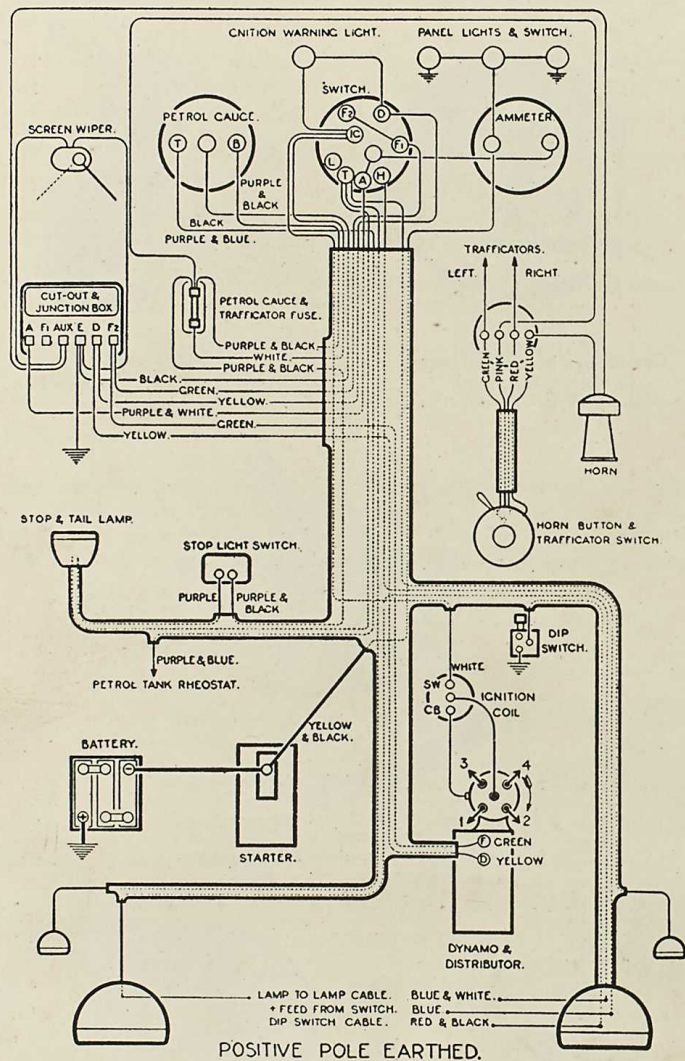 CNITION WARNING LIGHT.
PANEL LIGHTS & SWITCH.
SWITCH.
PETROL GAUGE.
AMMETER
F2
D
IC
F1
L
T
A
H
T
B
SCREEN WIPER.
PURPLE
&
BLACK
BLACK
PURPLE & BLUE.
TRAFFICATORS.
LEFT.
RIGHT
CUT-OUT &
JUNCTION BOX
A F1 AUX E D F2
PETROL GAUGE &
TRAFFICATOR FUSE.
PURPLE & BLACK.
WHITE.
PURPLE & BLACK
BLACK.
GREEN.
YELLOW.
PURPLE & WHITE.
GREEN.
YELLOW.
GREEN
PINK
RED
YELLOW
HORN
HORN BUTTON &
TRAFFICATOR SWITCH
STOP & TAIL LAMP.
STOP LIGHT SWITCH.
PURPLE
PURPLE &
BLACK
PURPLE & BLUE.
PETROL TANK RHEOSTAT.
DIP
SWITCH.
WHITE
SW
I
CB
IGNITION
COIL
YELLOW
& BLACK.
BATTERY.
STARTER.
3
4
1
2
F GREEN
D YELLOW
DYNAMO &
DISTRIBUTOR.
LAMP TO LAMP CABLE. BLUE & WHITE.
+ FEED FROM SWITCH. BLUE.
DIP SWITCH CABLE. RED & BLACK.
POSITIVE POLE EARTHED.